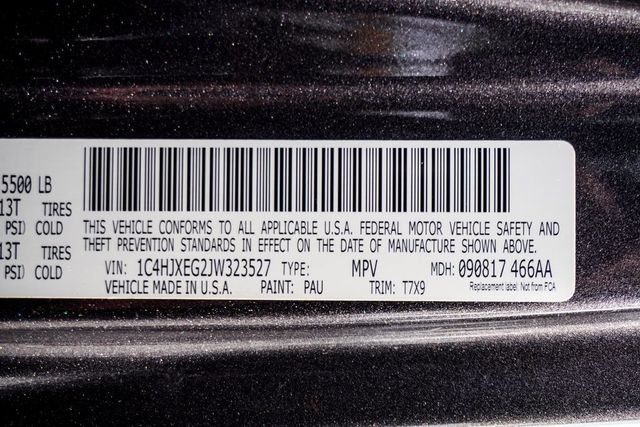 5500 LB
13T TIRES
PSI) COLD
13T TIRES
PSI) COLD
THIS VEHICLE CONFORMS TO ALL APPLICABLE U.S.A. FEDERAL MOTOR VEHICLE SAFETY AND
THEFT PREVENTION STANDARDS IN EFFECT ON THE DATE OF MANUFACTURE SHOWN ABOVE.
VIN: 1C4HJXEG2JW323527 TYPE: MPV MDH: 090817 466AA
VEHICLE MADE IN U.S.A. PAINT: PAU TRIM: T7X9
Replacement label: Not from FCA